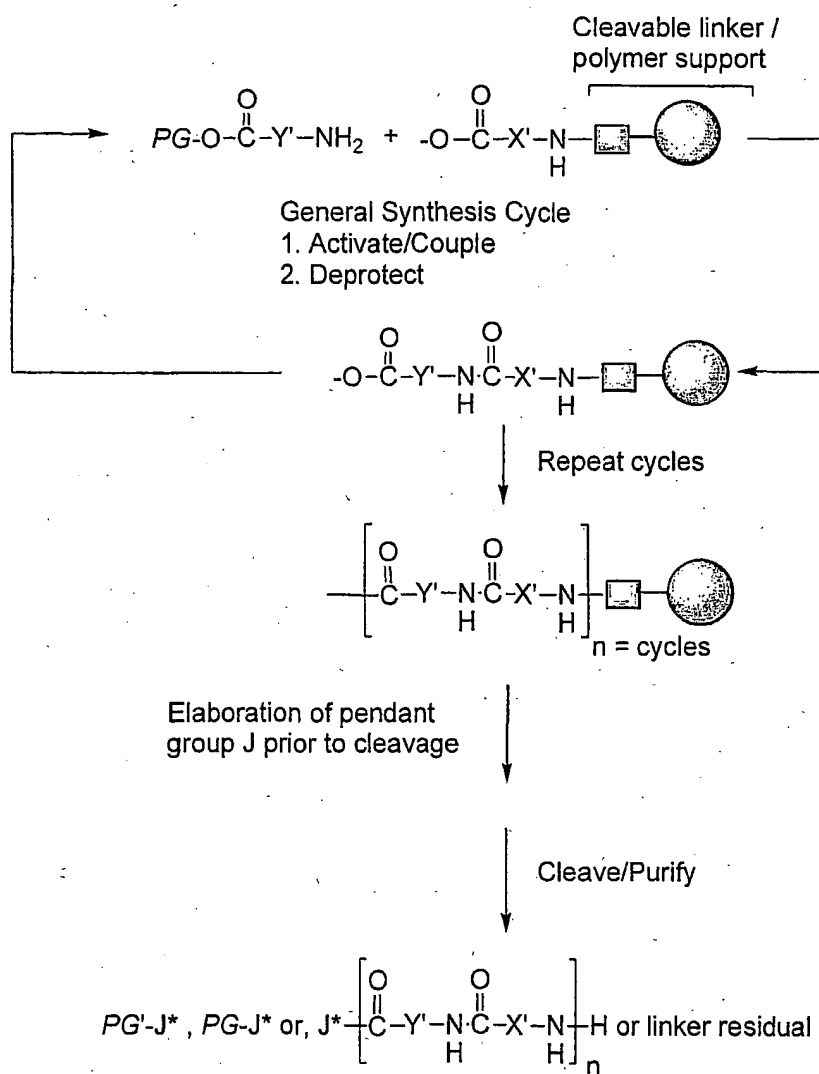 Cleavable linker /
polymer support
O O
PG-O-C-Y'-NH2 + -O-C-X'-N
H
General Synthesis Cycle
1. Activate/Couple
2. Deprotect
O O
-O-C-Y'-N-C-X'-N
H H
Repeat cycles
O O
C-Y'-N-C-X'-N
H H
n = cycles
Elaboration of pendant
group J prior to cleavage
Cleave/Purify
O O
PG'-J* , PG-J* or, J* C-Y'-N-C-X'-N H or linker residual
H H
n